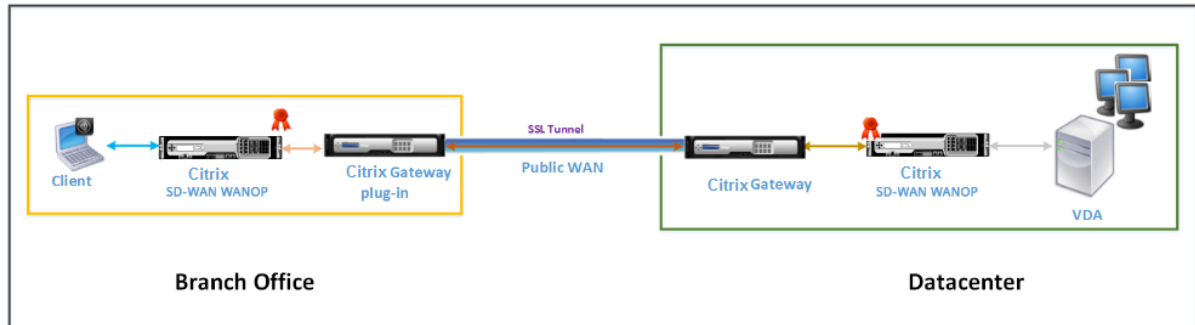 SSL Tunnel
Public WAN
Client
Citrix
SD-WAN WANOP
Citrix Gateway
plug-in
Citrix Gateway
Citrix
SD-WAN WANOP
VDA
Branch Office
Datacenter